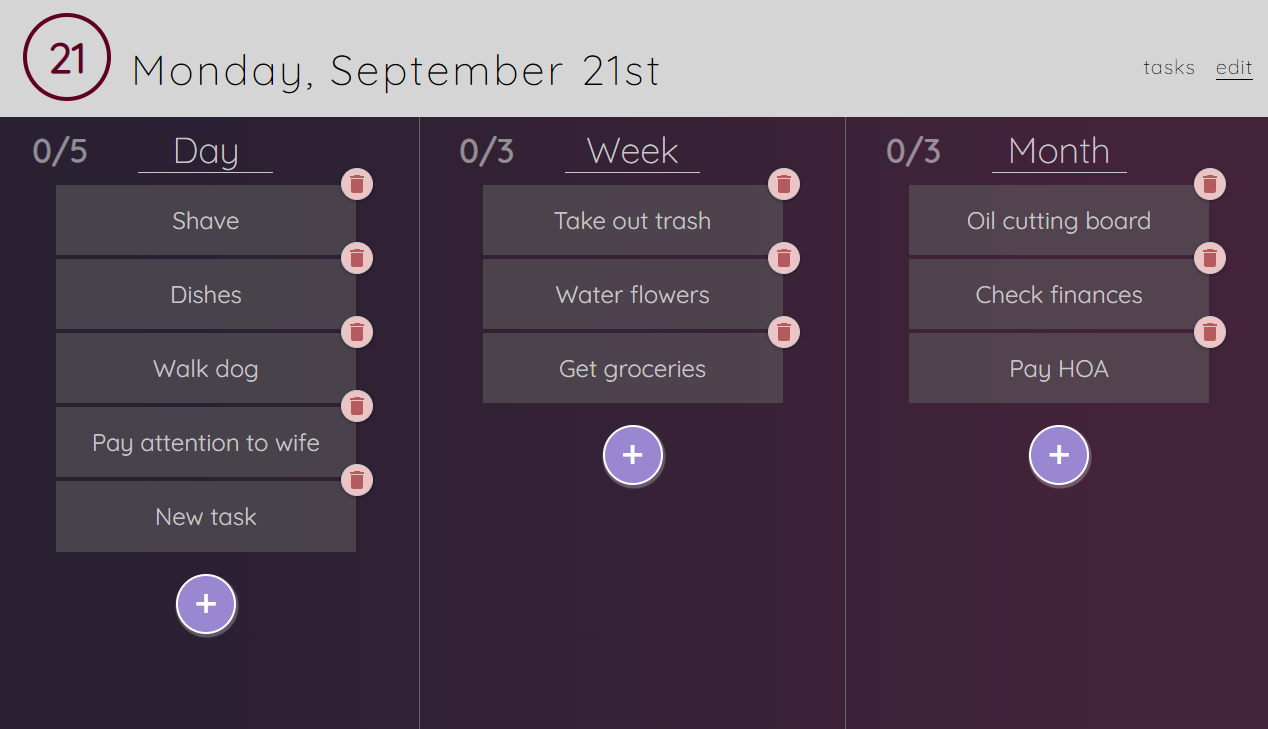 21
Monday, September 21st
tasks edit
0/5 Day
Shave
Dishes
Walk dog
Pay attention to wife
New task
+
0/3 Week
Take out trash
Water flowers
Get groceries
+
0/3 Month
Oil cutting board
Check finances
Pay HOA
+